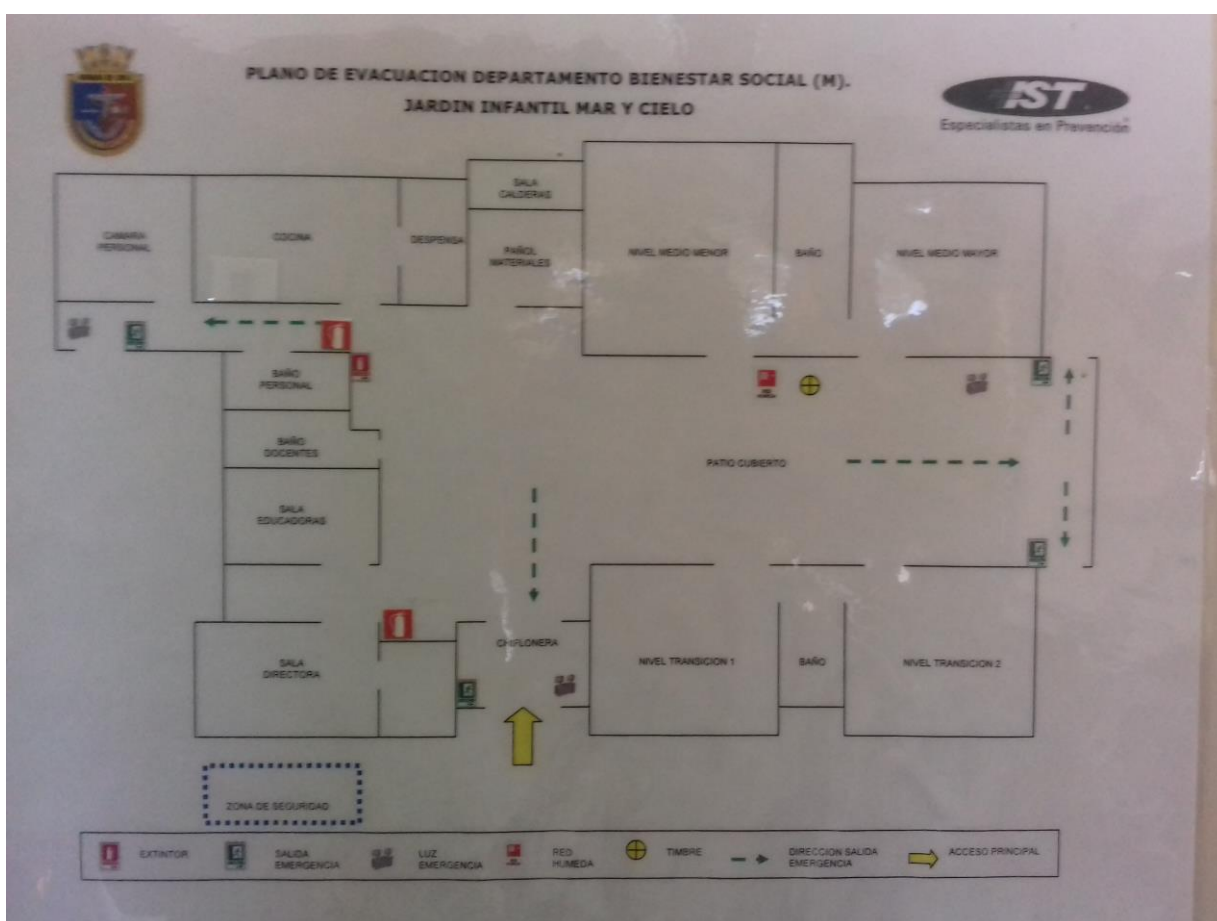 PLANO DE EVACUACION DEPARTAMENTO BIENESTAR SOCIAL (M).
JARDIN INFANTIL MAR Y CIELO
IST
Especialistas en Prevención
SALA
CALDERAS
CAMARA
PERSONAL
COCINA
DESPENSA
PAÑOL
MATERIALES
NIVEL MEDIO MENOR
BAÑO
NIVEL MEDIO MAYOR
BAÑO
PERSONAL
BAÑO
DOCENTES
PATIO CUBIERTO
SALA
EDUCADORAS
CHIFLONERA
SALA
DIRECTORA
NIVEL TRANSICION 1
BAÑO
NIVEL TRANSICION 2
ZONA DE SEGURIDAD
EXTINTOR
SALIDA
EMERGENCIA
LUZ
EMERGENCIA
RED
HUMEDA
TIMBRE
DIRECCION SALIDA
EMERGENCIA
ACCESO PRINCIPAL